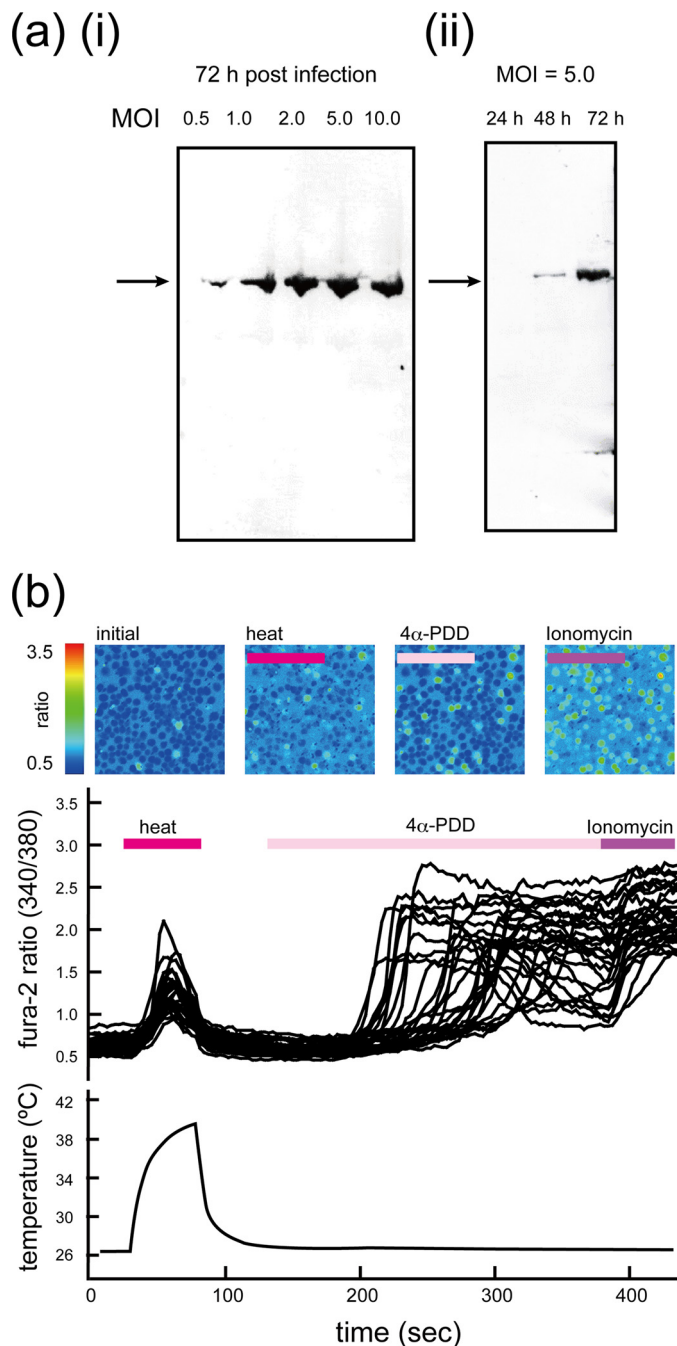 (a) (i) (ii)
72 h post infection MOI = 5.0
MOI 0.5 1.0 2.0 5.0 10.0 24 h 48 h 72 h
(b)
initial heat 4α-PDD Ionomycin
3.5
ratio
0.5
3.5
3.0
2.5
2.0
1.5
1.0
0.5
fura-2 ratio (340/380)
heat 4α-PDD Ionomycin
42
38
34
30
26
temperature (ºC)
0 100 200 300 400
time (sec)